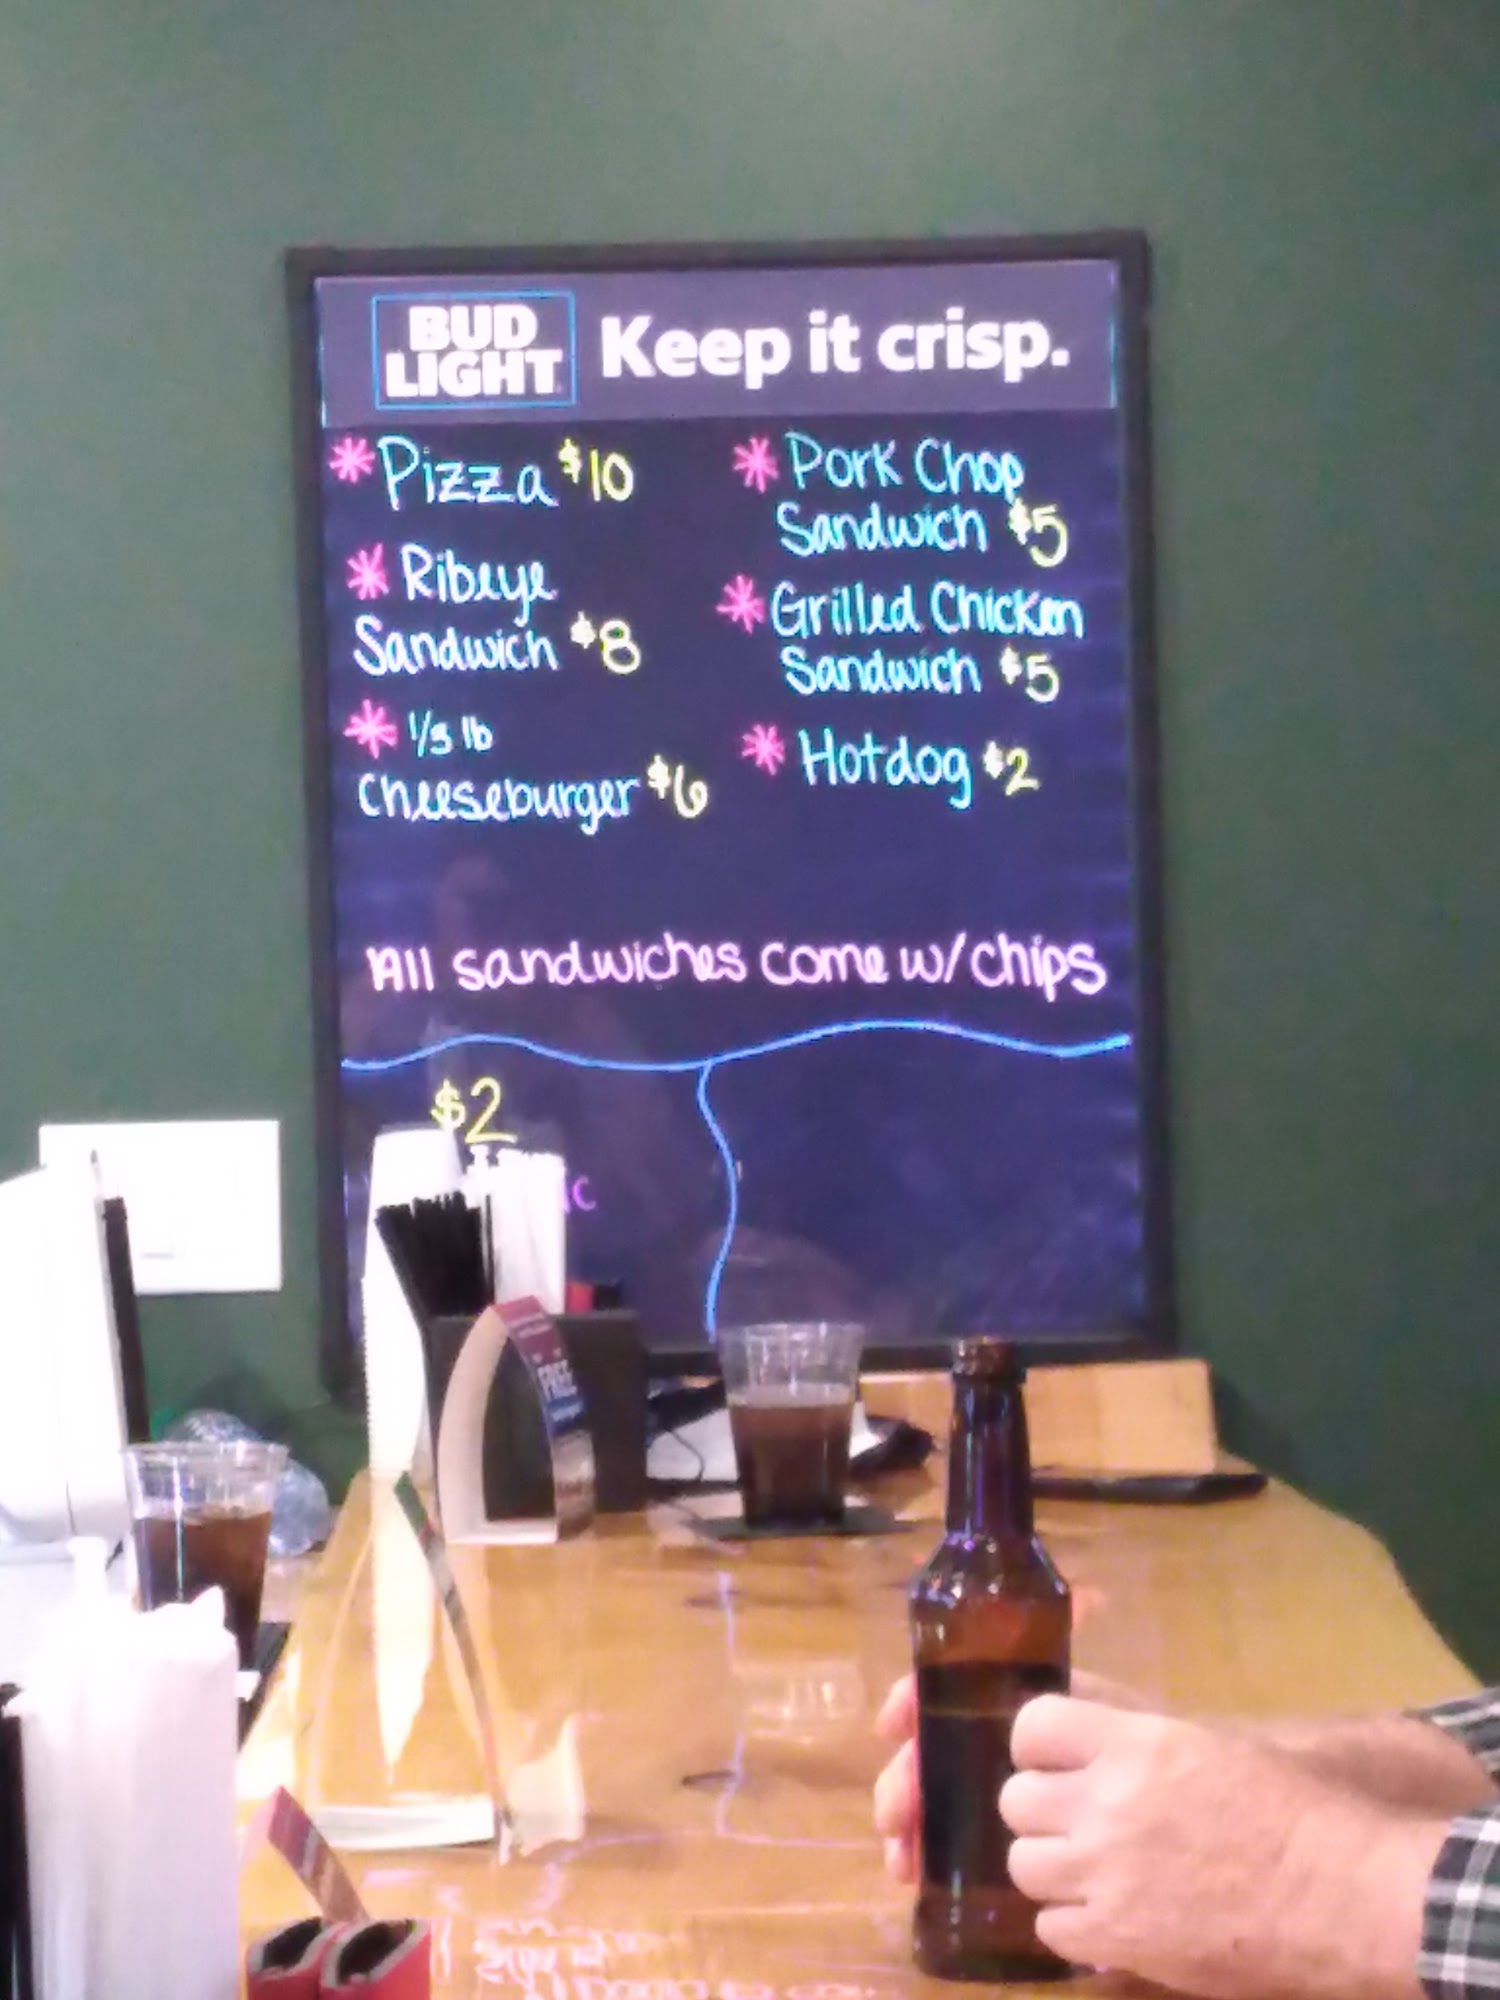 BUD
LIGHT
Keep it crisp.
* Pizza $10
* Ribeye
Sandwich $8
* 1/3 lb
Cheeseburger $6
* Pork Chop
Sandwich $5
* Grilled Chicken
Sandwich $5
* Hotdog $2
All sandwiches come w/ chips
$2
FREE